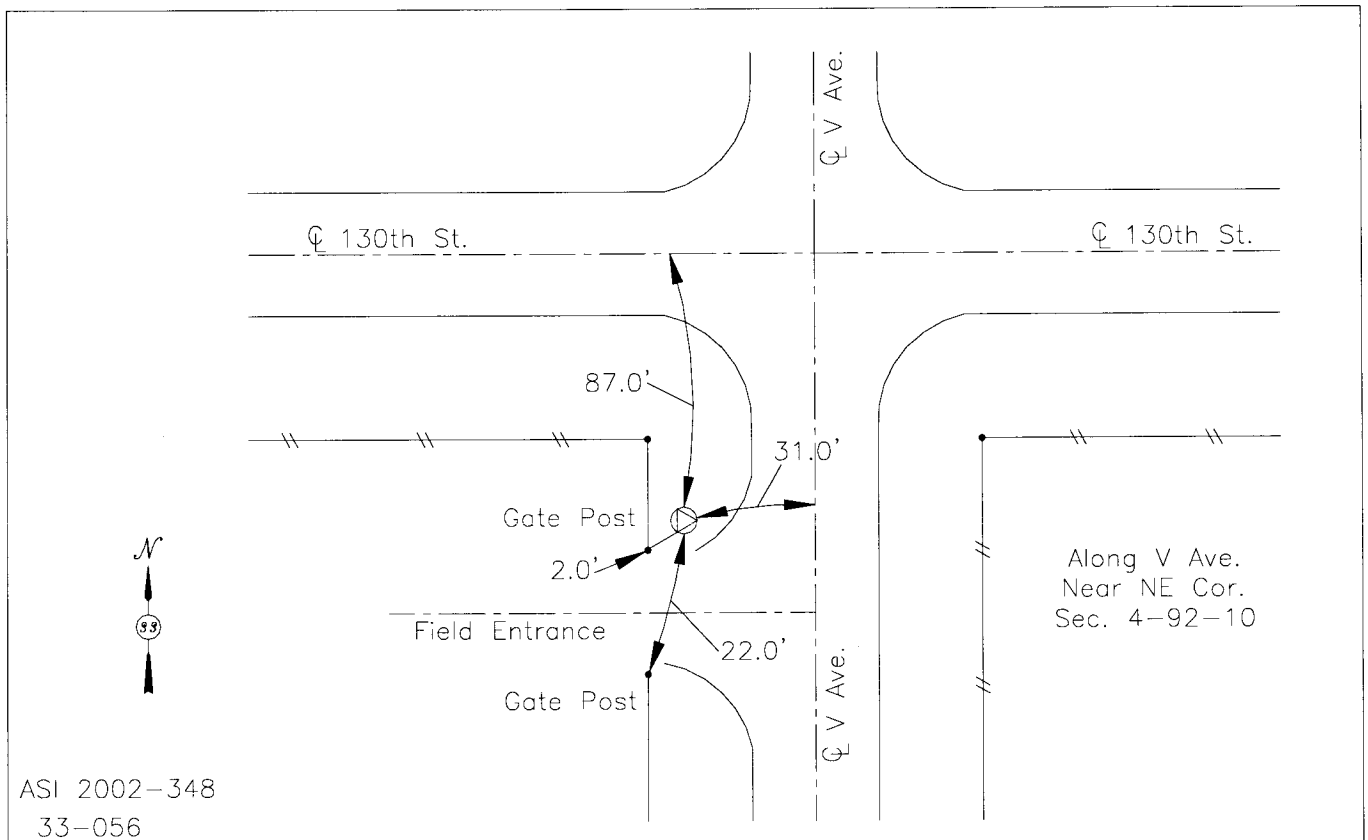 ℄ V Ave.
℄ 130th St.
℄ 130th St.
87.0'
31.0'
Gate Post
2.0'
Field Entrance
22.0'
Gate Post
℄ V Ave.
N
33
Along V Ave.
Near NE Cor.
Sec. 4-92-10
ASI 2002-348
33-056